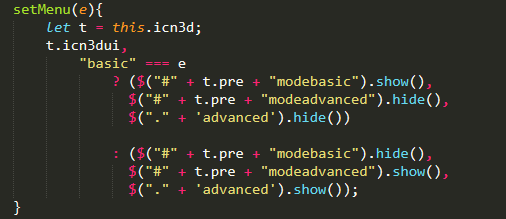 setMenu(e){
    let t = this.icn3d;
    t.icn3dui,
        "basic" === e
            ? ($("#" + t.pre + "modebasic").show(),
              $("#" + t.pre + "modeadvanced").hide(),
              $("." + 'advanced').hide())
            : ($("#" + t.pre + "modebasic").hide(),
              $("#" + t.pre + "modeadvanced").show(),
              $("." + 'advanced').show());
}